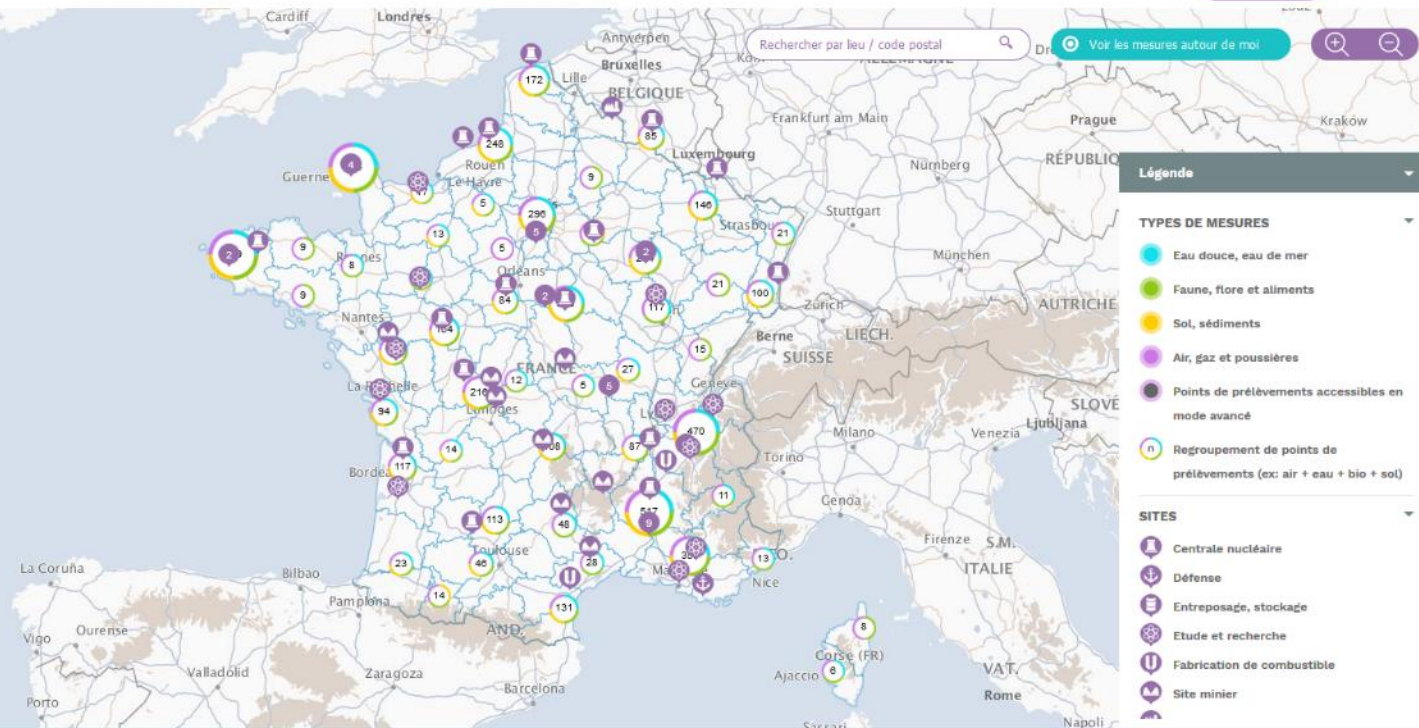 Cardiff
Londres
Antwerpen
Rechercher par lieu / code postal
Voir les mesures autour de moi
172
Lille
Bruxelles
BELGIQUE
Frankfurt am Main
Prague
Kraków
248
85
Luxembourg
Nürnberg
4
Guerne
Rouen
Le Havre
9
5
296
5
146
Strasbou
21
Stuttgart
13
9
5
2
München
2
8
Orléans
84
2
21
100
117
Zürich
AUTRICHE
9
Nantes
Berne
LIECH.
SUISSE
15
FRANCE
27
12
5
5
Genève
216
Limoges
94
470
Milano
Venezia
Ljubljana
14
87
Torino
117
11
Genoa
113
48
9
Toulouse
46
23
28
13
Nice
Firenze
S.M.
ITALIE
La Coruña
Bilbao
Pamplona
14
131
AND.
8
Vigo
Ourense
Corse (FR)
Ajaccio
6
VAT.
Rome
Valladolid
Zaragoza
Porto
Barcelona
Napoli
Légende
TYPES DE MESURES
Eau douce, eau de mer
Faune, flore et aliments
Sol, sédiments
Air, gaz et poussières
Points de prélèvements accessibles en
mode avancé
n
Regroupement de points de
prélèvements (ex: air + eau + bio + sol)
SITES
Centrale nucléaire
Défense
Entreposage, stockage
Etude et recherche
Fabrication de combustible
Site minier